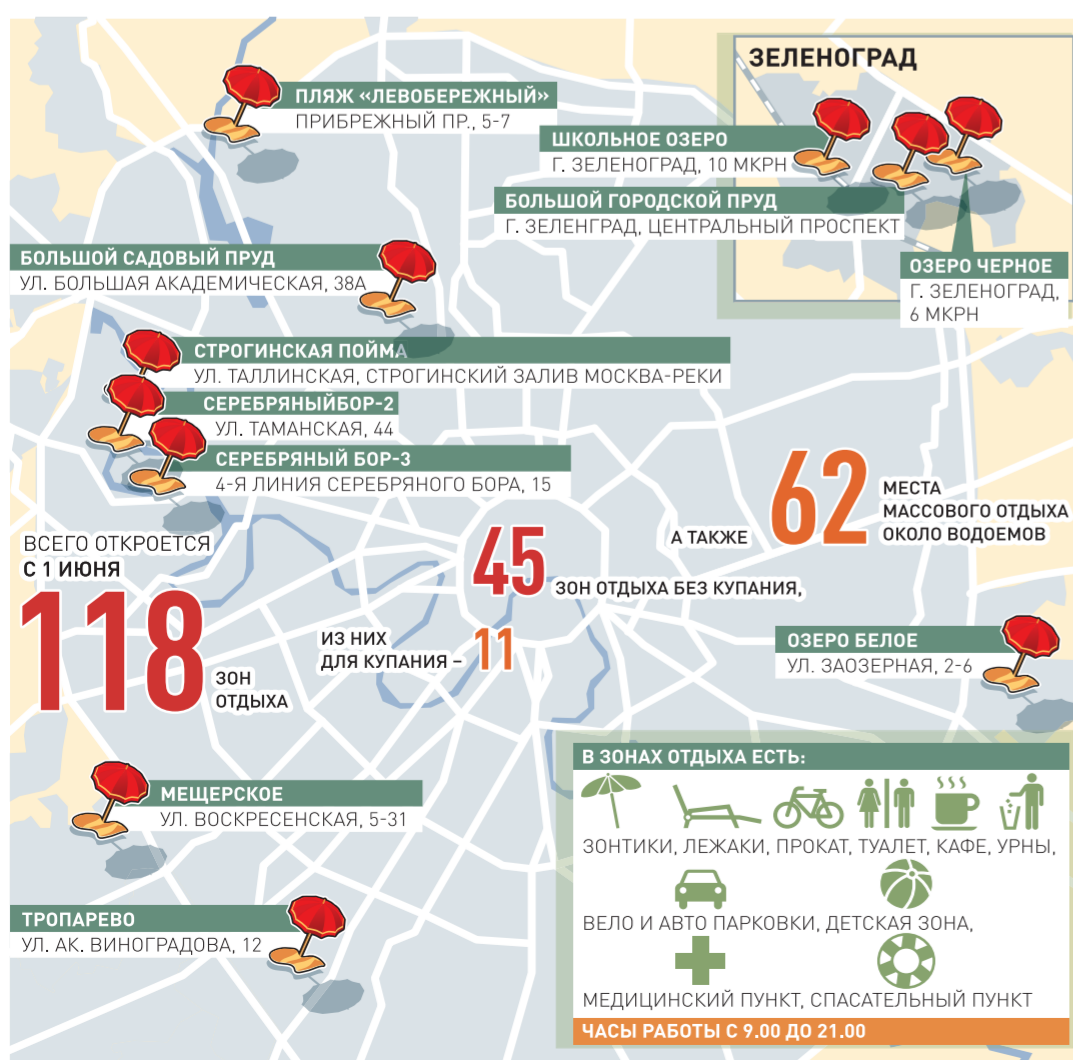 ЗЕЛЕНОГРАД
ПЛЯЖ «ЛЕВОБЕРЕЖНЫЙ»
ПРИБРЕЖНЫЙ ПР., 5-7
ШКОЛЬНОЕ ОЗЕРО
Г. ЗЕЛЕНОГРАД, 10 МКРН
БОЛЬШОЙ ГОРОДСКОЙ ПРУД
Г. ЗЕЛЕНГРАД, ЦЕНТРАЛЬНЫЙ ПРОСПЕКТ
ОЗЕРО ЧЕРНОЕ
Г. ЗЕЛЕНОГРАД,
6 МКРН
БОЛЬШОЙ САДОВЫЙ ПРУД
УЛ. БОЛЬШАЯ АКАДЕМИЧЕСКАЯ, 38А
СТРОГИНСКАЯ ПОЙМА
УЛ. ТАЛЛИНСКАЯ, СТРОГИНСКИЙ ЗАЛИВ МОСКВА-РЕКИ
СЕРЕБРЯНЫЙБОР-2
УЛ. ТАМАНСКАЯ, 44
СЕРЕБРЯНЫЙ БОР-3
4-Я ЛИНИЯ СЕРЕБРЯНОГО БОРА, 15
ВСЕГО ОТКРОЕТСЯ
С 1 ИЮНЯ
118
ЗОН
ОТДЫХА
ИЗ НИХ
ДЛЯ КУПАНИЯ – 11
45 ЗОН ОТДЫХА БЕЗ КУПАНИЯ,
А ТАКЖЕ
62
МЕСТА
МАССОВОГО ОТДЫХА
ОКОЛО ВОДОЕМОВ
ОЗЕРО БЕЛОЕ
УЛ. ЗАОЗЕРНАЯ, 2-6
МЕЩЕРСКОЕ
УЛ. ВОСКРЕСЕНСКАЯ, 5-31
ТРОПАРЕВО
УЛ. АК. ВИНОГРАДОВА, 12
В ЗОНАХ ОТДЫХА ЕСТЬ:
ЗОНТИКИ, ЛЕЖАКИ, ПРОКАТ, ТУАЛЕТ, КАФЕ, УРНЫ,
ВЕЛО И АВТО ПАРКОВКИ, ДЕТСКАЯ ЗОНА,
МЕДИЦИНСКИЙ ПУНКТ, СПАСАТЕЛЬНЫЙ ПУНКТ
ЧАСЫ РАБОТЫ С 9.00 ДО 21.00